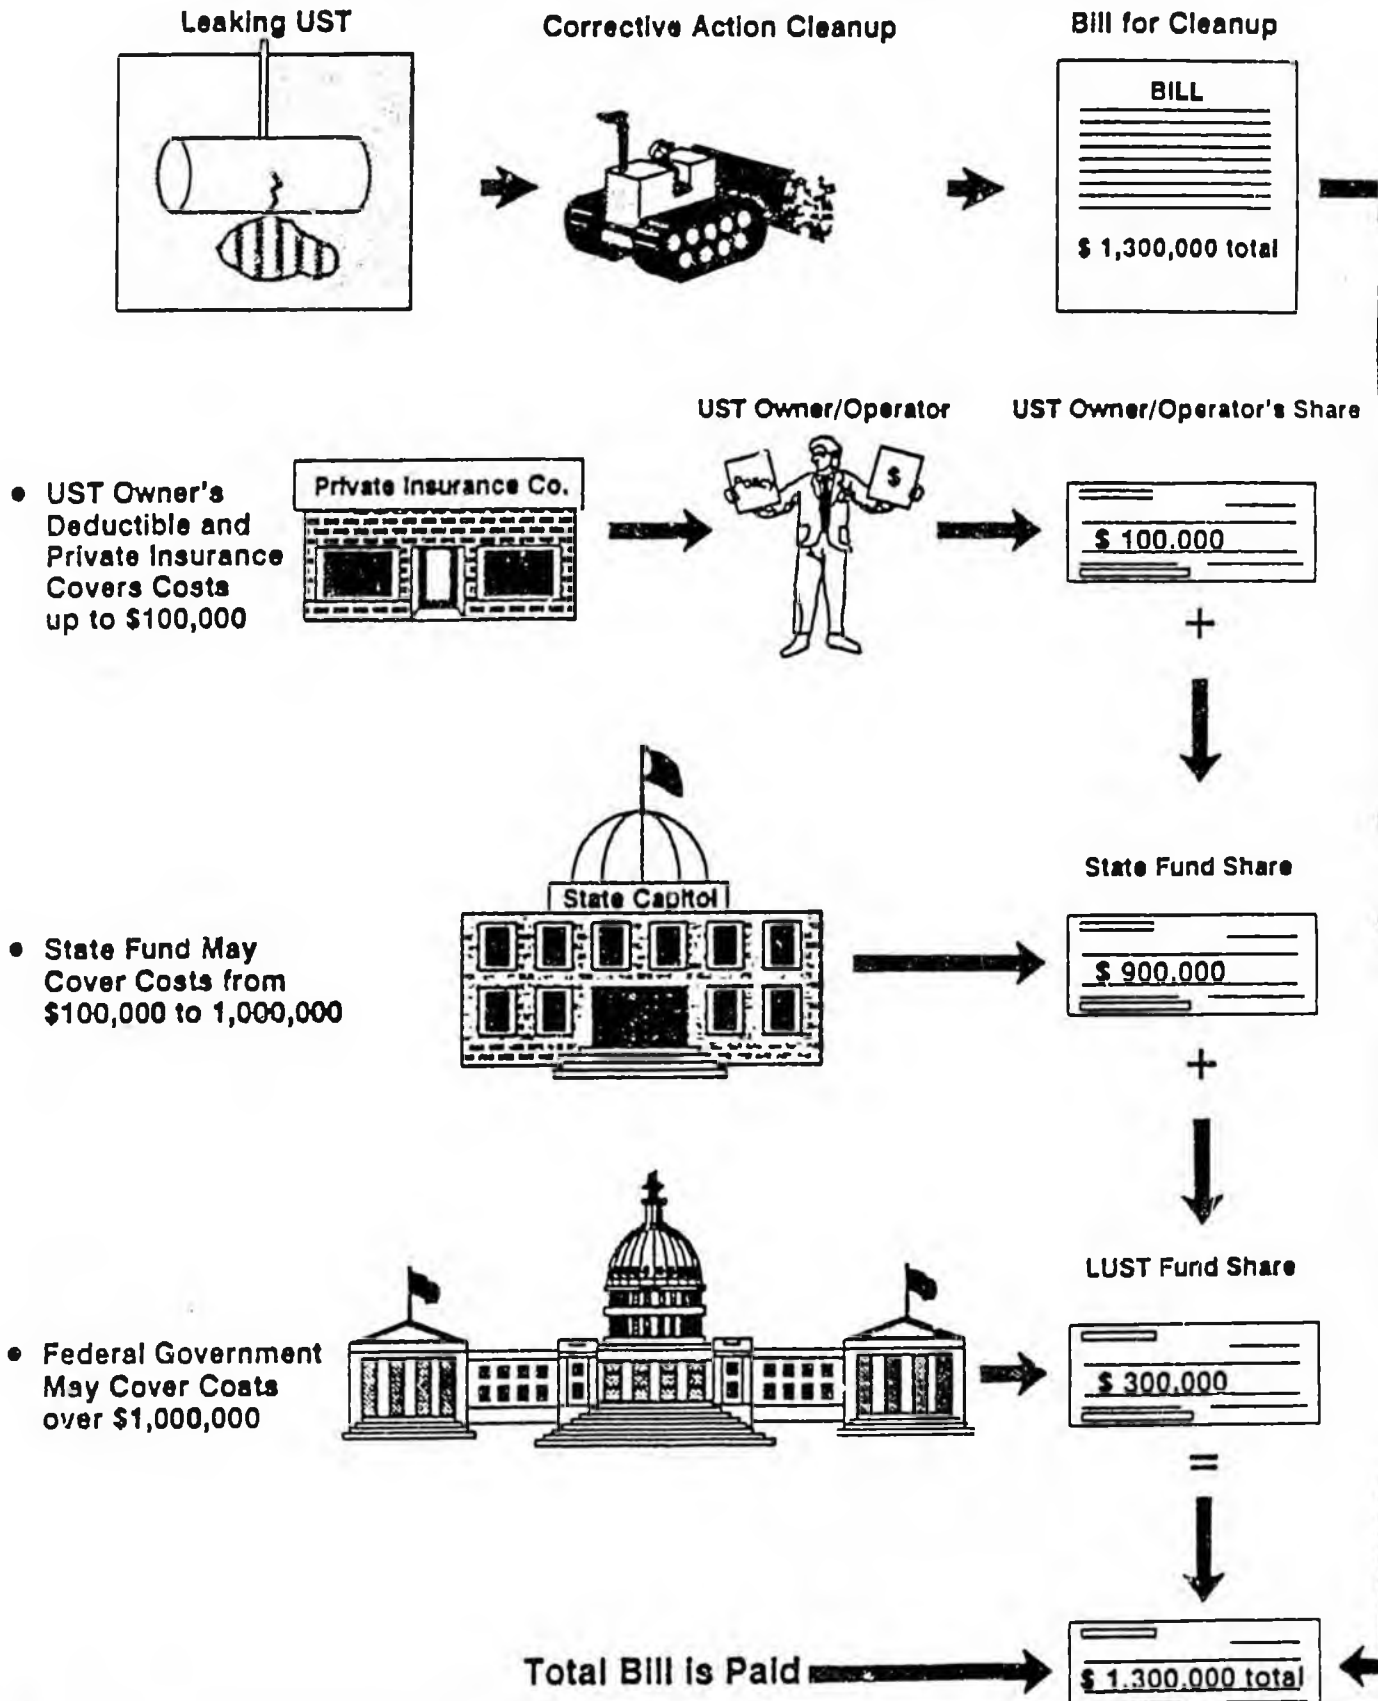 Leaking UST
Corrective Action Cleanup
Bill for Cleanup
BILL
$ 1,300,000 total
UST Owner/Operator
UST Owner/Operator's Share
• UST Owner's
Deductible and
Private Insurance
Covers Costs
up to $100,000
Private Insurance Co.
$
$ 100.000
+
State Fund Share
State Capitol
• State Fund May
Cover Costs from
$100,000 to 1,000,000
$ 900,000
+
LUST Fund Share
• Federal Government
May Cover Costs
over $1,000,000
$ 300,000
=
Total Bill is Paid
$ 1.300.000 total